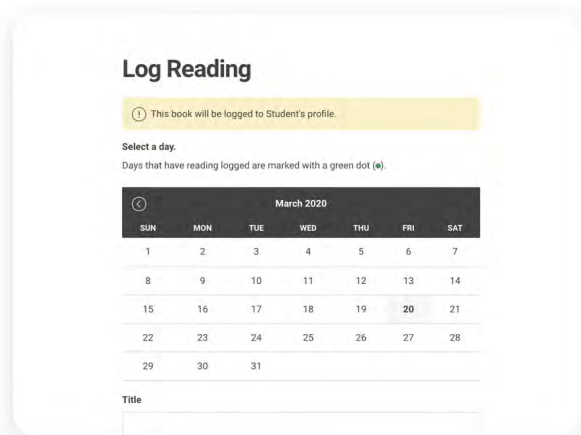 Log Reading
This book will be logged to Student's profile.
Select a day.
Days that have reading logged are marked with a green dot (●).
March 2020
SUN MON TUE WED THU FRI SAT
1 2 3 4 5 6 7
8 9 10 11 12 13 14
15 16 17 18 19 20 21
22 23 24 25 26 27 28
29 30 31
Title